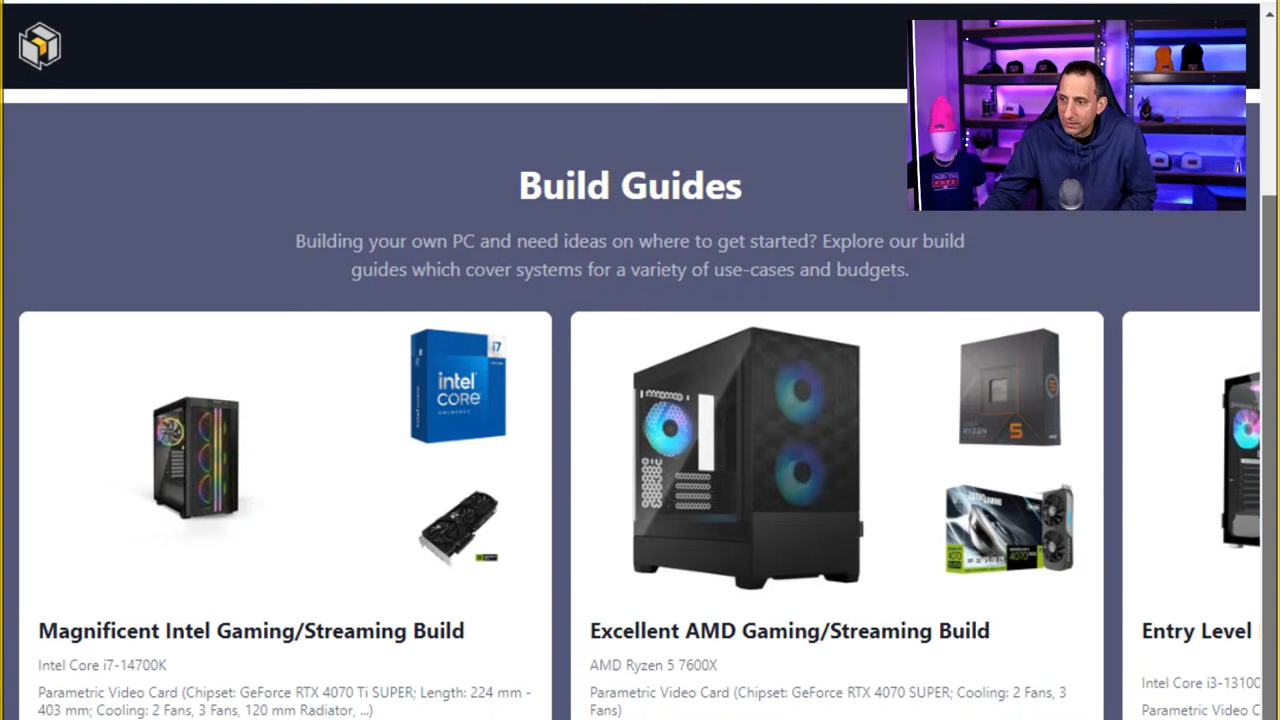 Build Guides
Building your own PC and need ideas on where to get started? Explore our build
guides which cover systems for a variety of use-cases and budgets.
i7
intel
CORE
UNLOCKED
RYZEN
5
4070
Magnificent Intel Gaming/Streaming Build
Intel Core i7-14700K
Parametric Video Card (Chipset: GeForce RTX 4070 Ti SUPER; Length: 224 mm -
403 mm; Cooling: 2 Fans, 3 Fans, 120 mm Radiator, ...)
Excellent AMD Gaming/Streaming Build
AMD Ryzen 5 7600X
Parametric Video Card (Chipset: GeForce RTX 4070 SUPER; Cooling: 2 Fans, 3
Fans)
Entry Level
Intel Core i3-13100
Parametric Video C